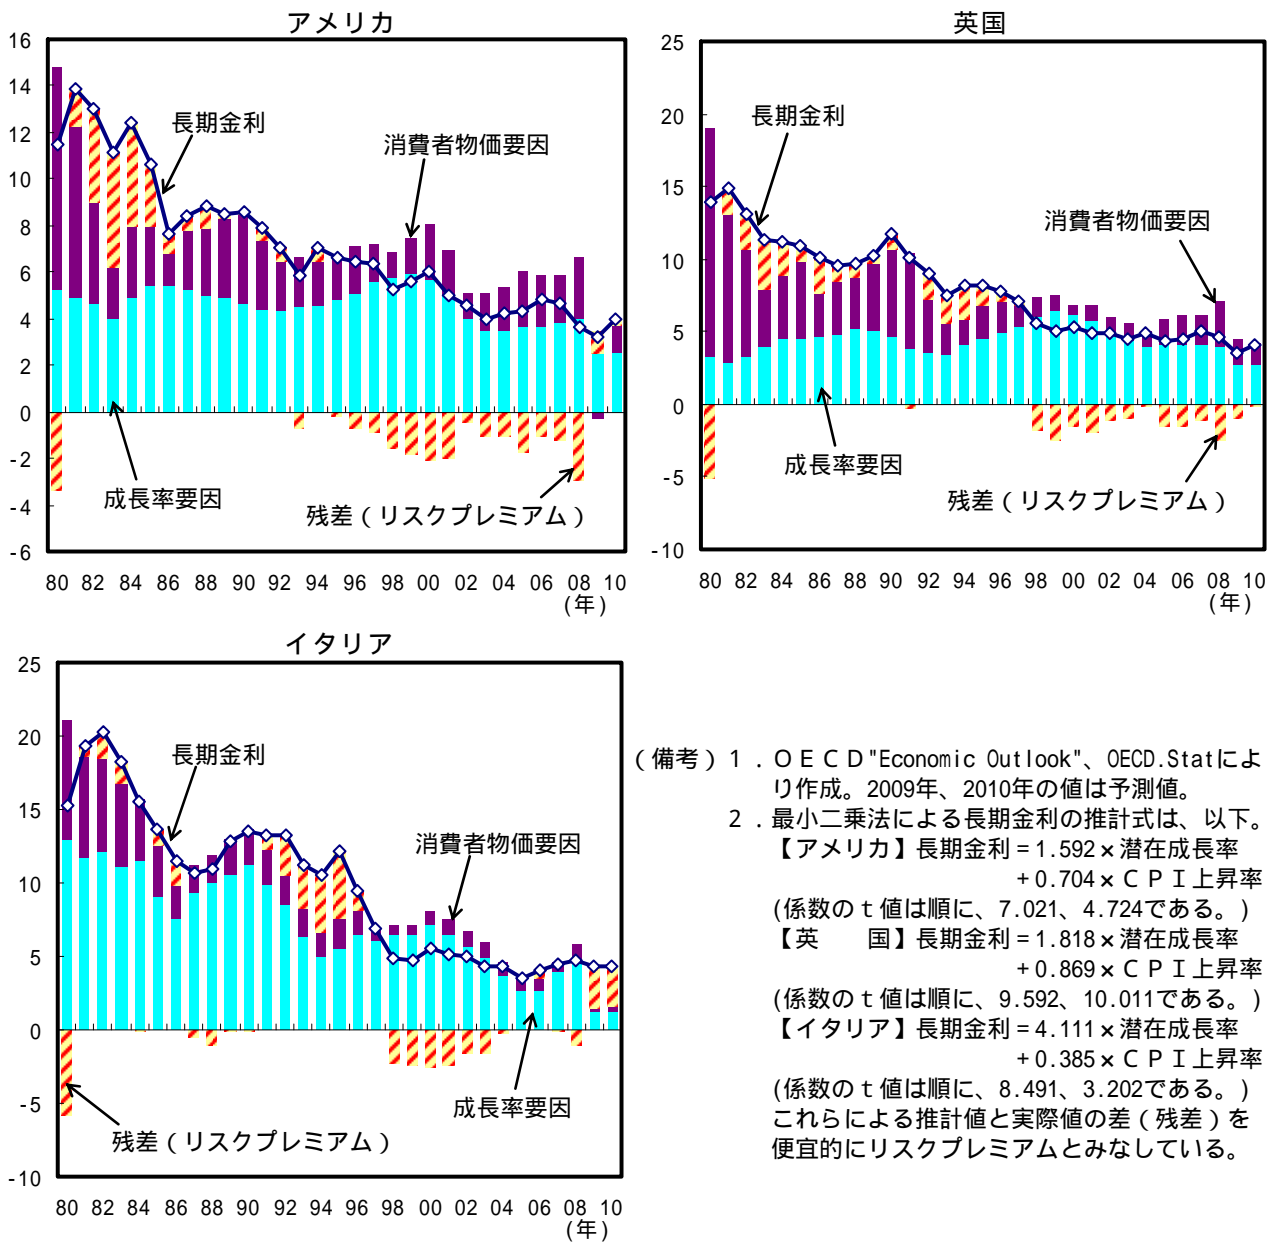 アメリカ
16
14
12
10
8
6
4
2
0
-2
-4
-6
長期金利
消費者物価要因
成長率要因
残差（リスクプレミアム）
80 82 84 86 88 90 92 94 96 98 00 02 04 06 08 10
(年)
英国
25
20
15
10
5
0
-5
-10
長期金利
消費者物価要因
成長率要因
残差（リスクプレミアム）
80 82 84 86 88 90 92 94 96 98 00 02 04 06 08 10
(年)
イタリア
25
20
15
10
5
0
-5
-10
長期金利
消費者物価要因
成長率要因
残差（リスクプレミアム）
80 82 84 86 88 90 92 94 96 98 00 02 04 06 08 10
(年)
（備考）１．ＯＥＣＤ"Economic Outlook"、OECD.Statによ
り作成。2009年、2010年の値は予測値。
２．最小二乗法による長期金利の推計式は、以下。
【アメリカ】長期金利＝1.592×潜在成長率
＋0.704×ＣＰＩ上昇率
(係数のｔ値は順に、7.021、4.724である。)
【英　　国】長期金利＝1.818×潜在成長率
＋0.869×ＣＰＩ上昇率
(係数のｔ値は順に、9.592、10.011である。)
【イタリア】長期金利＝4.111×潜在成長率
＋0.385×ＣＰＩ上昇率
(係数のｔ値は順に、8.491、3.202である。)
これらによる推計値と実際値の差（残差）を
便宜的にリスクプレミアムとみなしている。